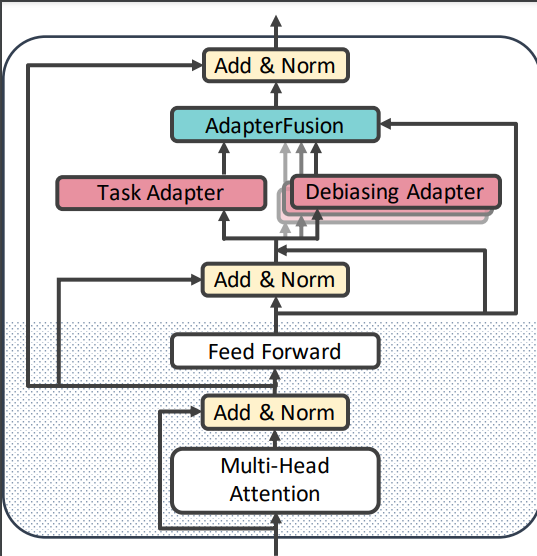 Add & Norm
AdapterFusion
Task Adapter
Debiasing Adapter
Add & Norm
Feed Forward
Add & Norm
Multi-Head
Attention